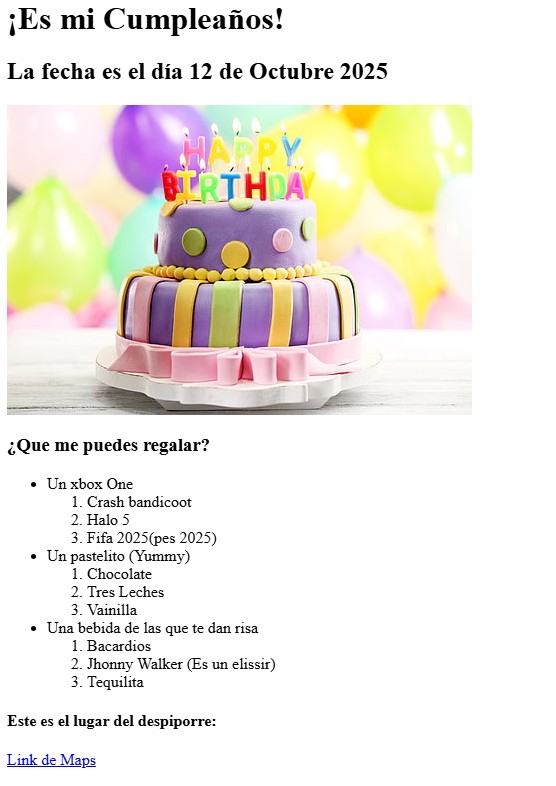 ¡Es mi Cumpleaños!
La fecha es el día 12 de Octubre 2025
HAPPY
BIRTHDAY
¿Que me puedes regalar?
• Un xbox One
1. Crash bandicoot
2. Halo 5
3. Fifa 2025(pes 2025)
• Un pastelito (Yummy)
1. Chocolate
2. Tres Leches
3. Vainilla
• Una bebida de las que te dan risa
1. Bacardios
2. Jhonny Walker (Es un elissir)
3. Tequilita
Este es el lugar del despiporre:
Link de Maps